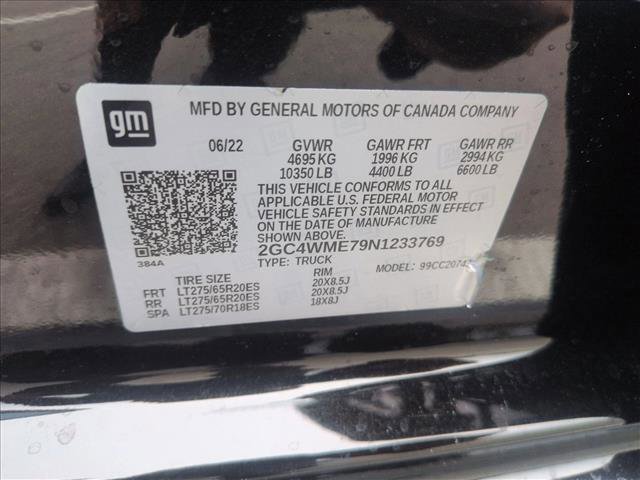 gm
MFD BY GENERAL MOTORS OF CANADA COMPANY
06/22 GVWR GAWR FRT GAWR RR
4695 KG 1996 KG 2994 KG
10350 LB 4400 LB 6600 LB
THIS VEHICLE CONFORMS TO ALL
APPLICABLE U.S. FEDERAL MOTOR
VEHICLE SAFETY STANDARDS IN EFFECT
ON THE DATE OF MANUFACTURE SHOWN ABOVE.
2GC4WME79N1233769
384A
TYPE: TRUCK MODEL:
TIRE SIZE RIM
FRT LT275/65R20ES 20X8.5J
RR LT275/65R20ES 20X8.5J
SPA LT275/70R18ES 18X8J